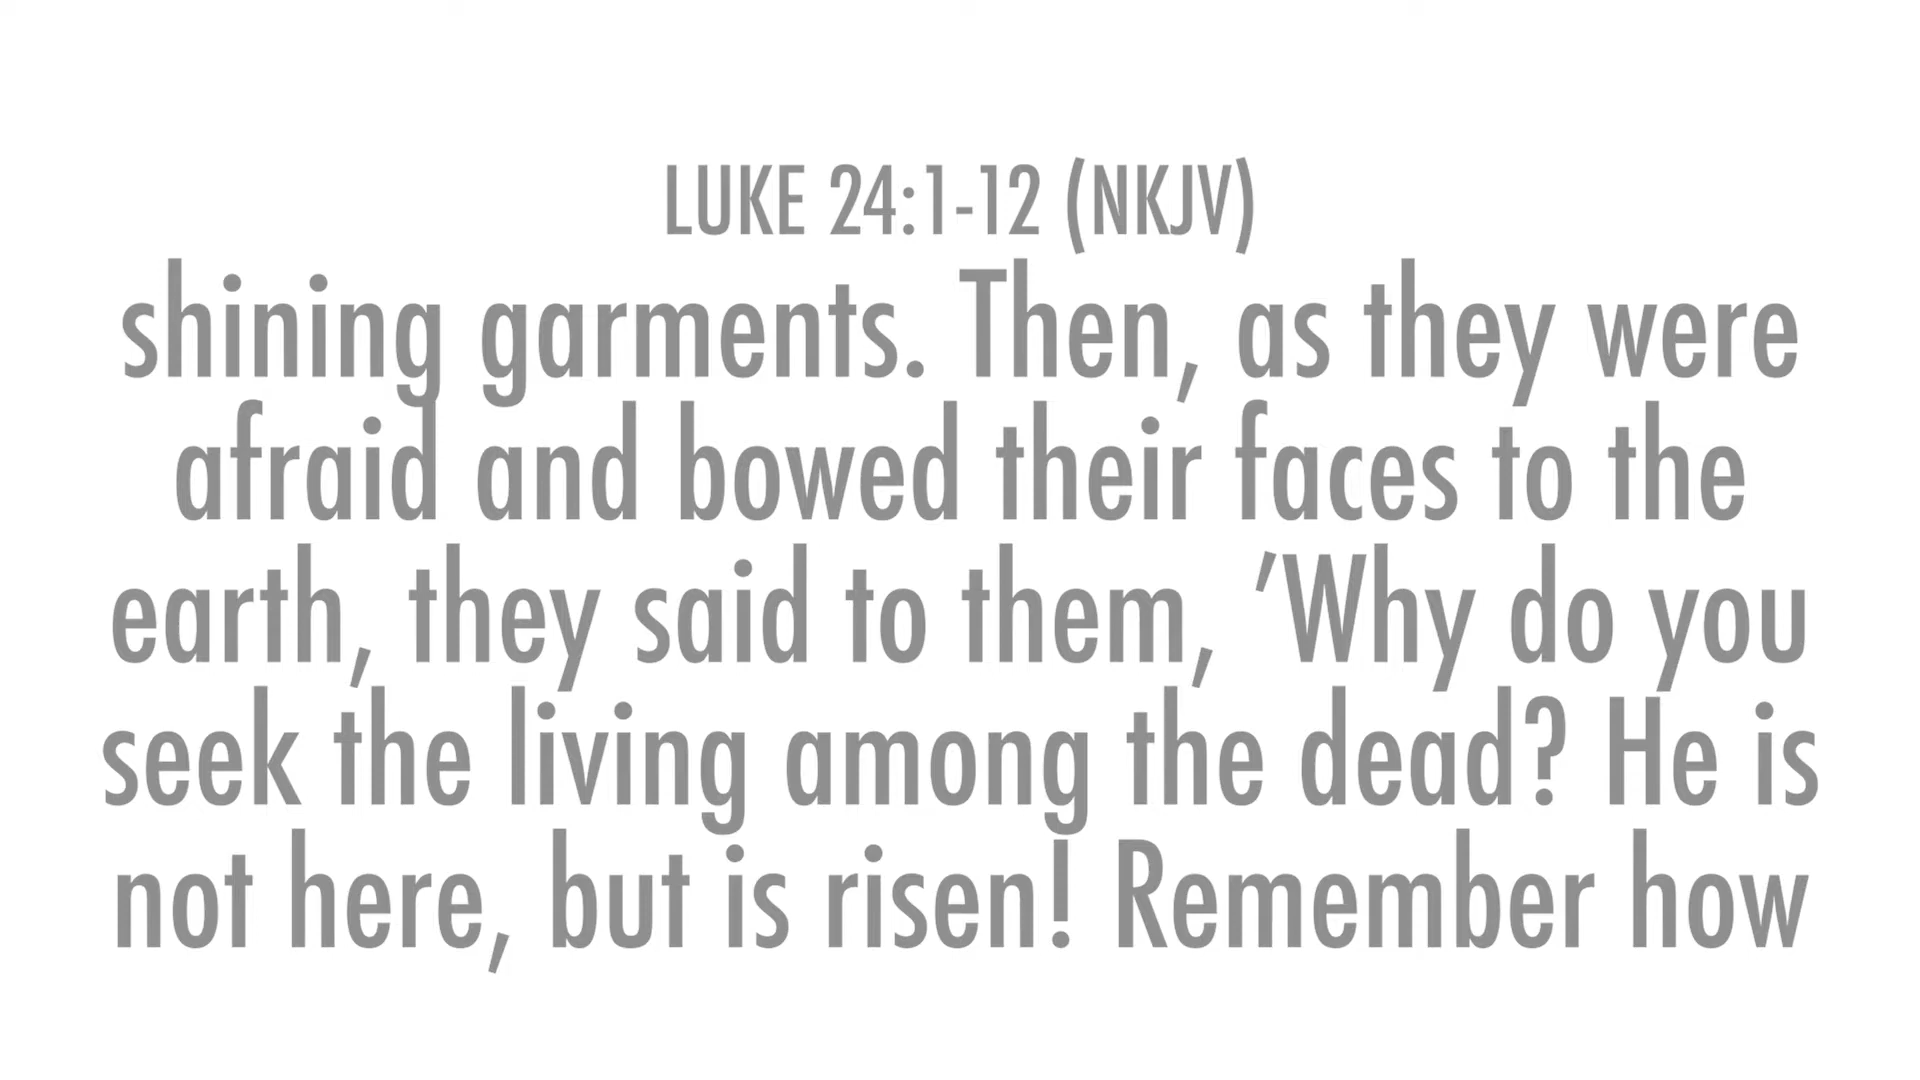 LUKE 24:1-12 (NKJV)
shining garments. Then, as they were
afraid and bowed their faces to the
earth, they said to them, ’Why do you
seek the living among the dead? He is
not here, but is risen! Remember how